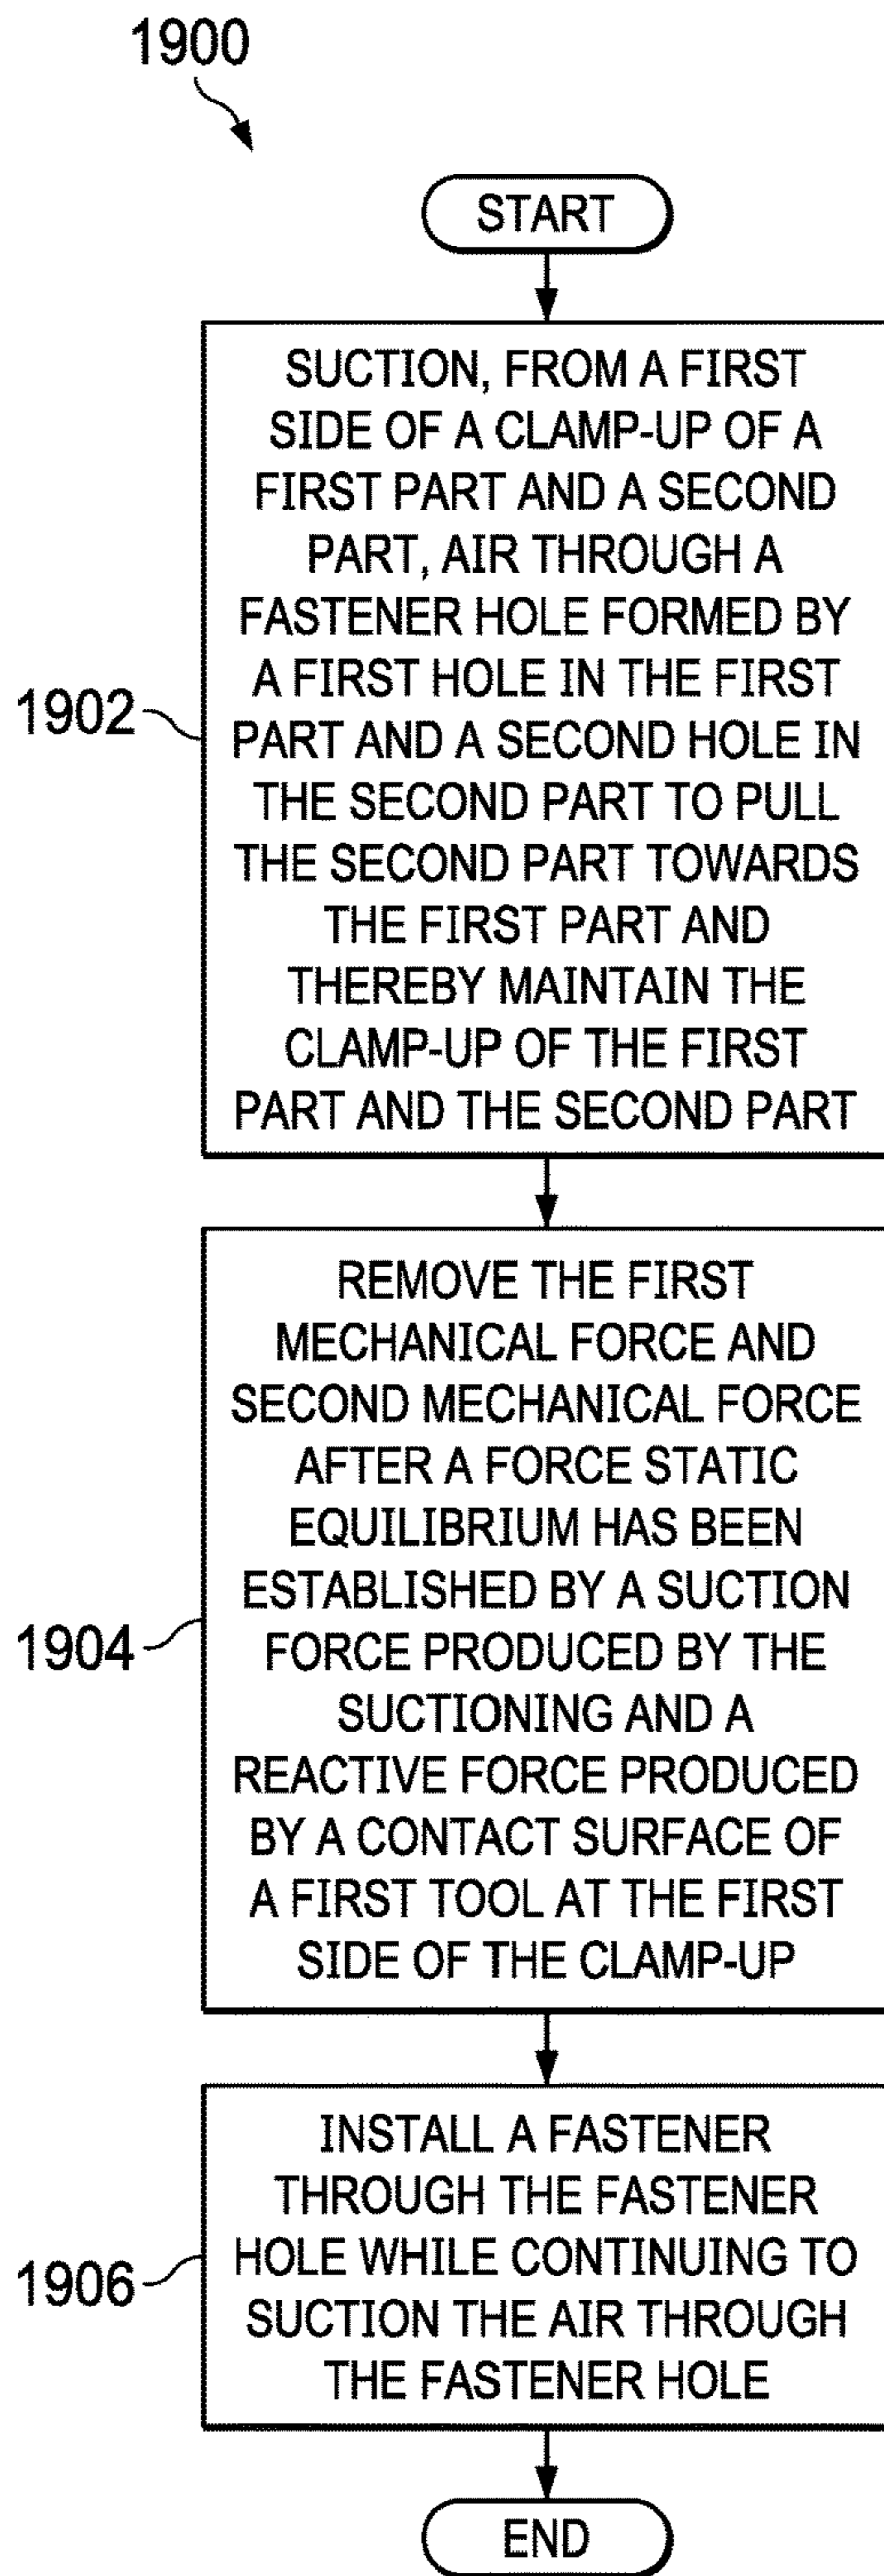 1900
START
SUCTION, FROM A FIRST
SIDE OF A CLAMP-UP OF A
FIRST PART AND A SECOND
PART, AIR THROUGH A
FASTENER HOLE FORMED BY
A FIRST HOLE IN THE FIRST
PART AND A SECOND HOLE IN
THE SECOND PART TO PULL
THE SECOND PART TOWARDS
THE FIRST PART AND
THEREBY MAINTAIN THE
CLAMP-UP OF THE FIRST
PART AND THE SECOND PART
1902
REMOVE THE FIRST
MECHANICAL FORCE AND
SECOND MECHANICAL FORCE
AFTER A FORCE STATIC
EQUILIBRIUM HAS BEEN
ESTABLISHED BY A SUCTION
FORCE PRODUCED BY THE
SUCTIONING AND A
REACTIVE FORCE PRODUCED
BY A CONTACT SURFACE OF
A FIRST TOOL AT THE FIRST
SIDE OF THE CLAMP-UP
1904
INSTALL A FASTENER
THROUGH THE FASTENER
HOLE WHILE CONTINUING TO
SUCTION THE AIR THROUGH
THE FASTENER HOLE
1906
END